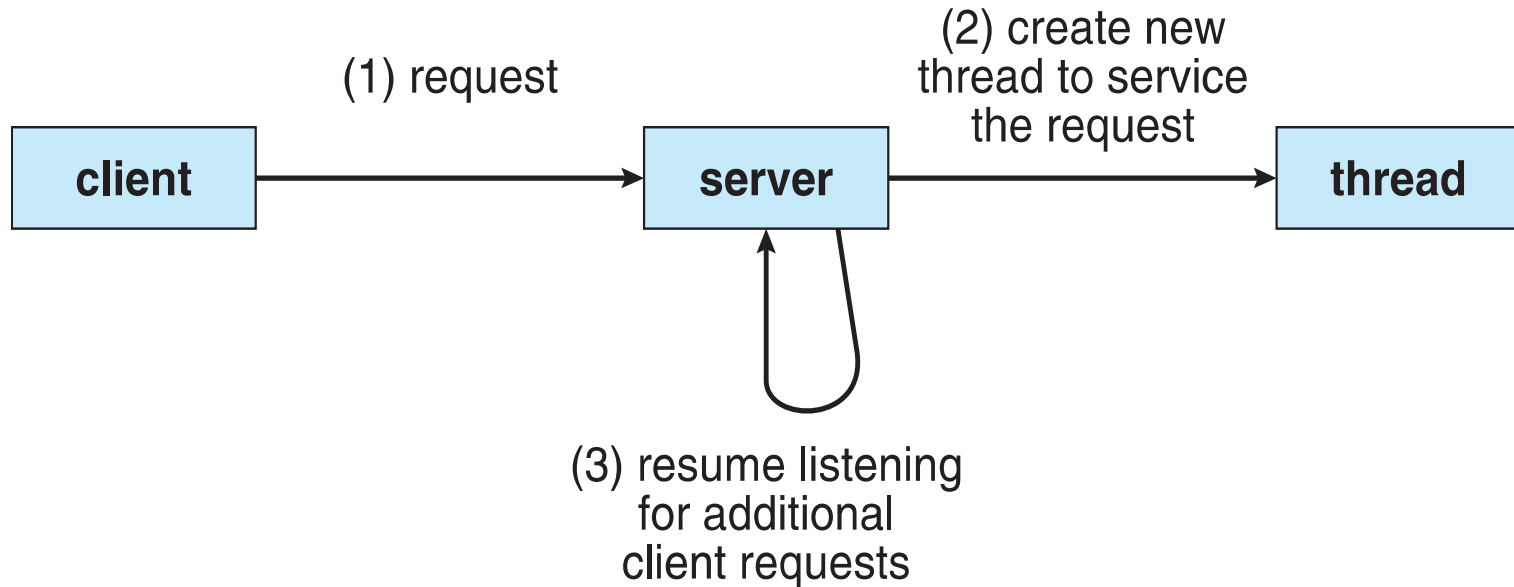 (1) request
(2) create new
thread to service
the request
client
server
thread
(3) resume listening
for additional
client requests